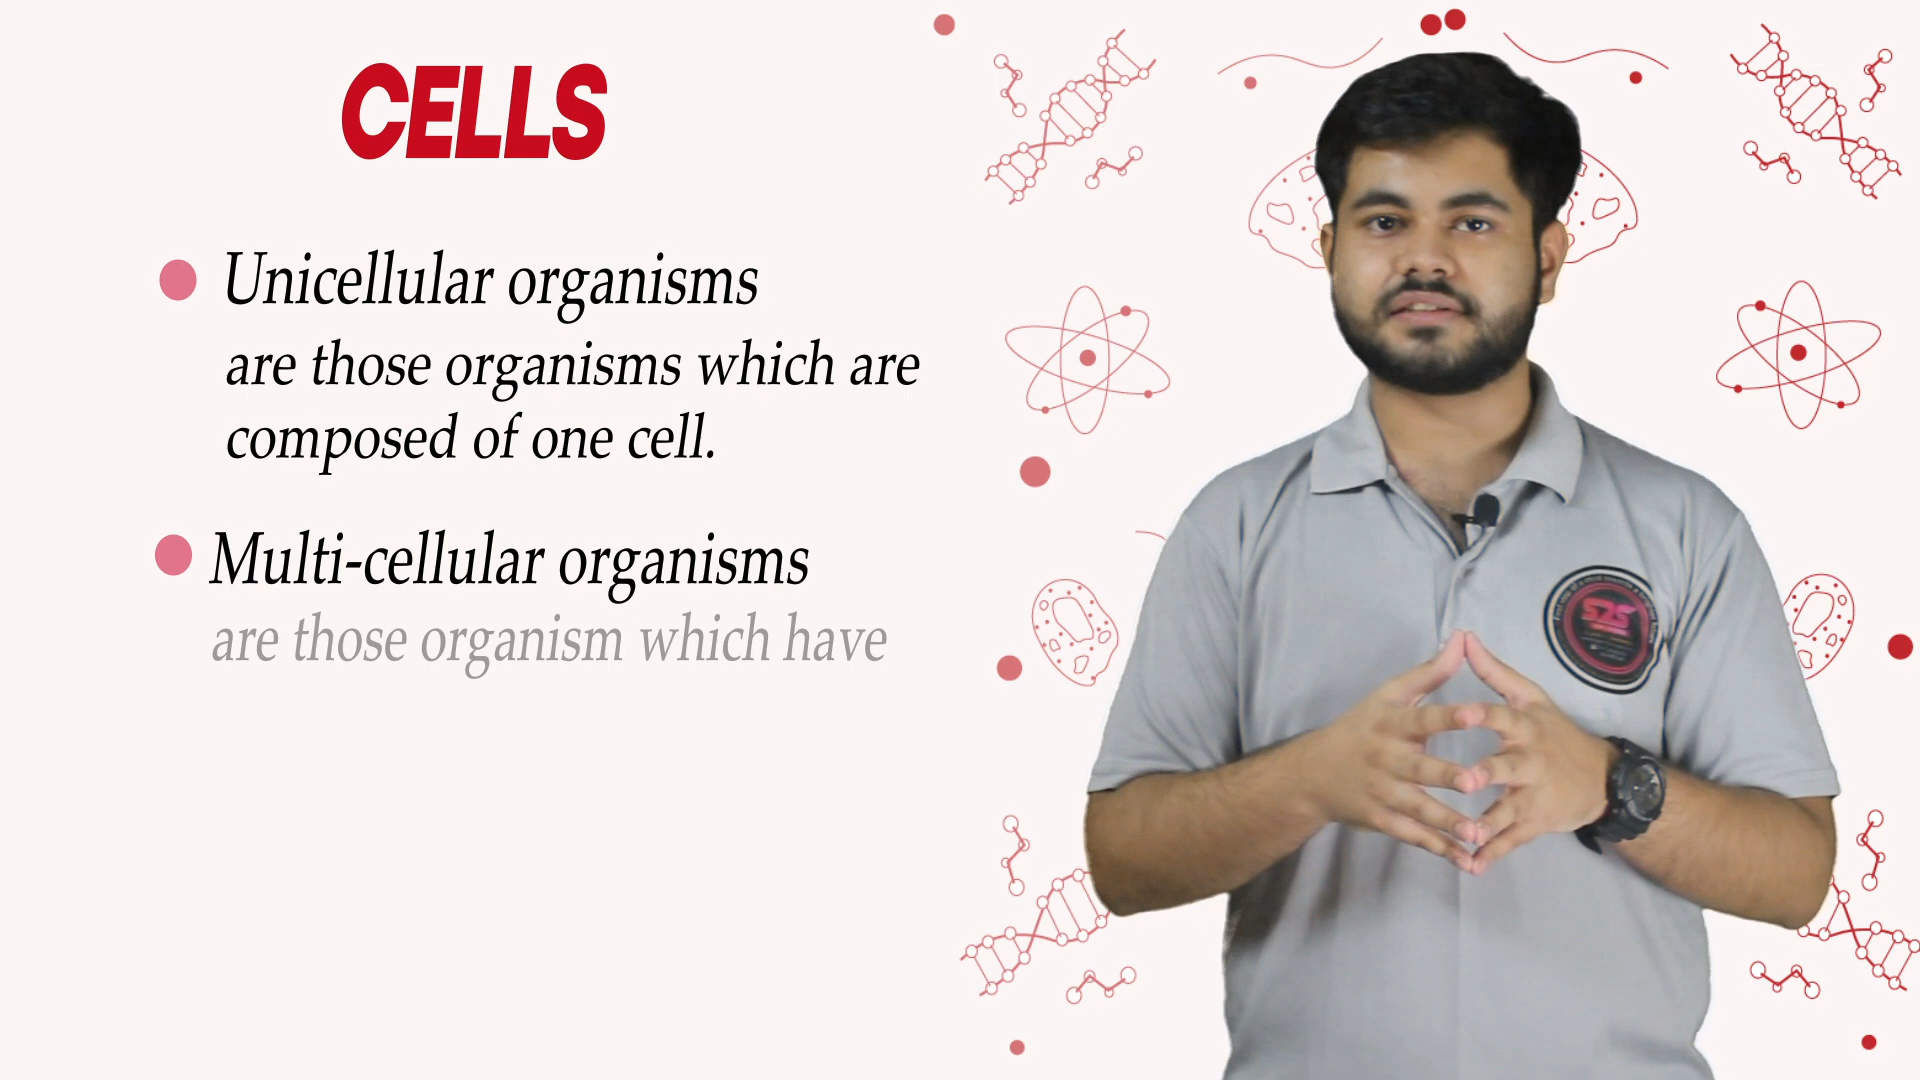 CELLS
Unicellular organisms
are those organisms which are
composed of one cell.
Multi-cellular organisms
are those organism which have
S2S